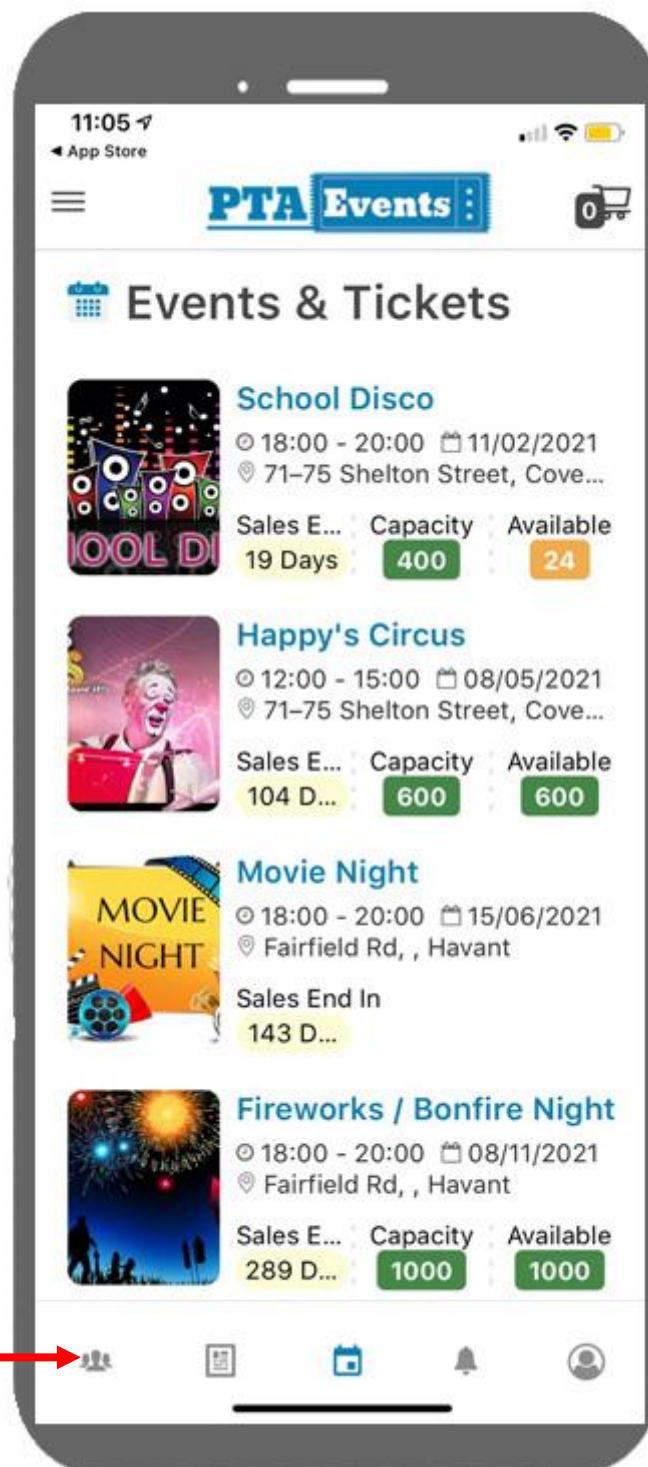 11:05
App Store
PTA Events
0
Events & Tickets
School Disco
18:00 - 20:00 11/02/2021
71–75 Shelton Street, Cove...
Sales E... Capacity Available
19 Days 400 24
OOL DI
Happy's Circus
12:00 - 15:00 08/05/2021
71–75 Shelton Street, Cove...
Sales E... Capacity Available
104 D... 600 600
Movie Night
MOVIE
NIGHT
18:00 - 20:00 15/06/2021
Fairfield Rd, , Havant
Sales End In
143 D...
Fireworks / Bonfire Night
18:00 - 20:00 08/11/2021
Fairfield Rd, , Havant
Sales E... Capacity Available
289 D... 1000 1000